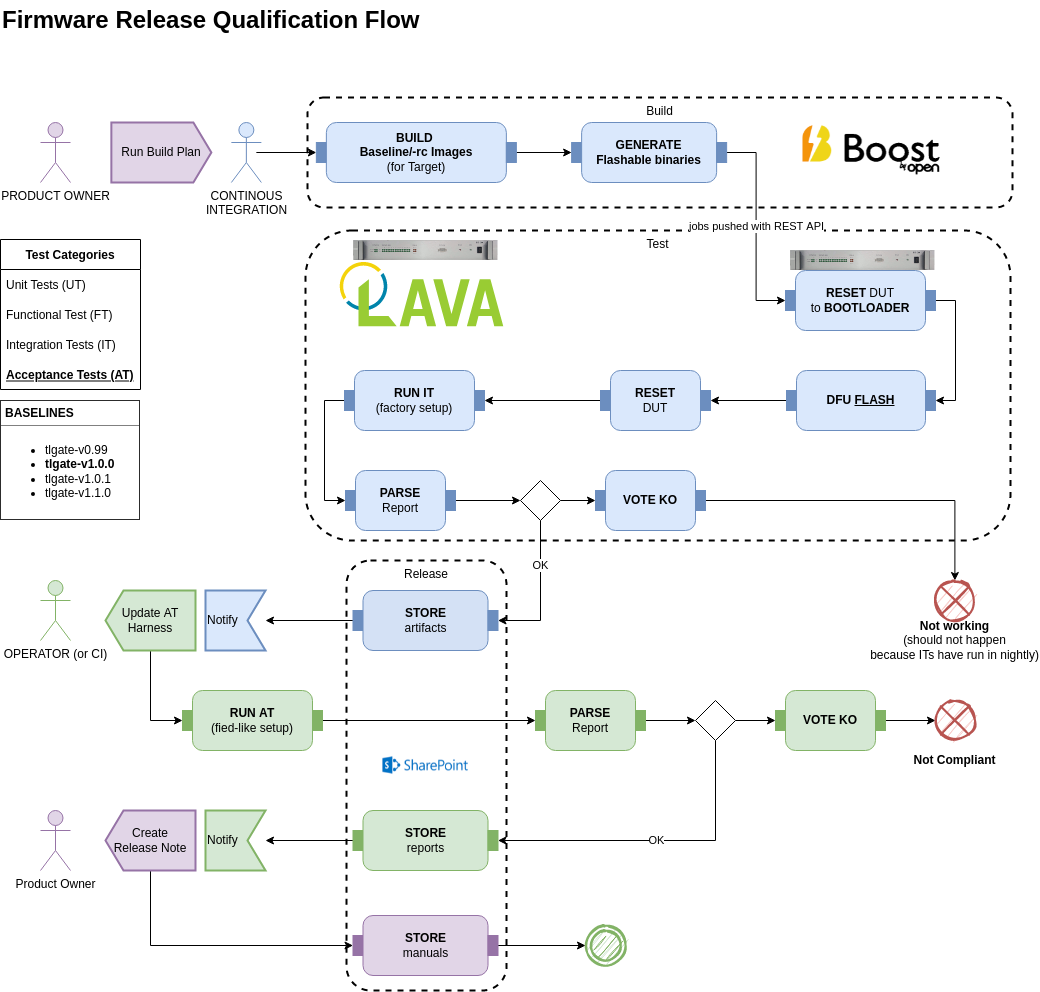 Firmware Release Qualification Flow
Build
PRODUCT OWNER
Run Build Plan
CONTINOUS
INTEGRATION
BUILD
Baseline/-rc Images
(for Target)
GENERATE
Flashable binaries
Boost
by open
jobs pushed with REST API
Test
LAVA
RESET DUT
to BOOTLOADER
Test Categories
Unit Tests (UT)
Functional Test (FT)
Integration Tests (IT)
Acceptance Tests (AT)
RUN IT
(factory setup)
RESET
DUT
DFU FLASH
BASELINES
tlgate-v0.99
tlgate-v1.0.0
tlgate-v1.0.1
tlgate-v1.1.0
PARSE
Report
VOTE KO
OK
Release
OPERATOR (or CI)
Update AT
Harness
Notify
STORE
artifacts
Not working
(should not happen
because ITs have run in nightly)
RUN AT
(fied-like setup)
PARSE
Report
VOTE KO
Not Compliant
SharePoint
Product Owner
Create
Release Note
Notify
STORE
reports
OK
STORE
manuals